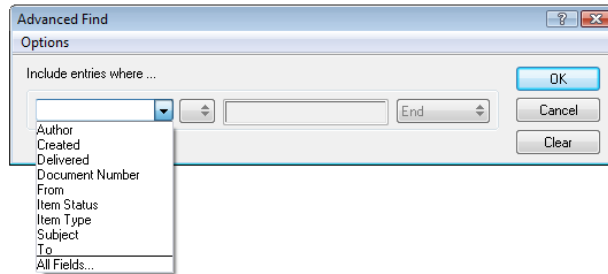 Advanced Find
?
X
Options
Include entries where ...
OK
End
Cancel
Clear
Author
Created
Delivered
Document Number
From
Item Status
Item Type
Subject
To
All Fields...